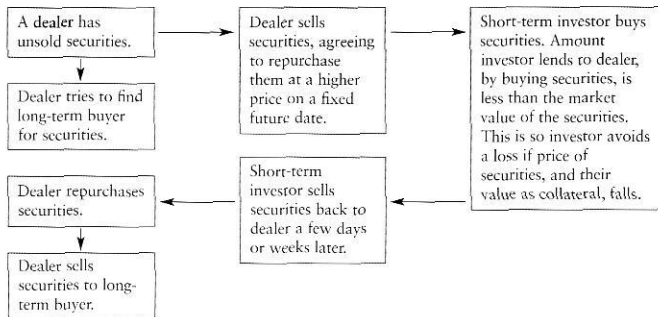 A dealer has
unsold securities.
Dealer tries to find
long-term buyer
for securities.
Dealer sells
securities, agreeing
to repurchase
them at a higher
price on a fixed
future date.
Short-term investor buys
securities. Amount
investor lends to dealer,
by buying securities, is
less than the market
value of the securities.
This is so investor avoids
a loss if price of
securities, and their
value as collateral, falls.
Short-term
investor sells
securities back to
dealer a few days
or weeks later.
Dealer repurchases
securities.
Dealer sells
securities to long-
term buyer.